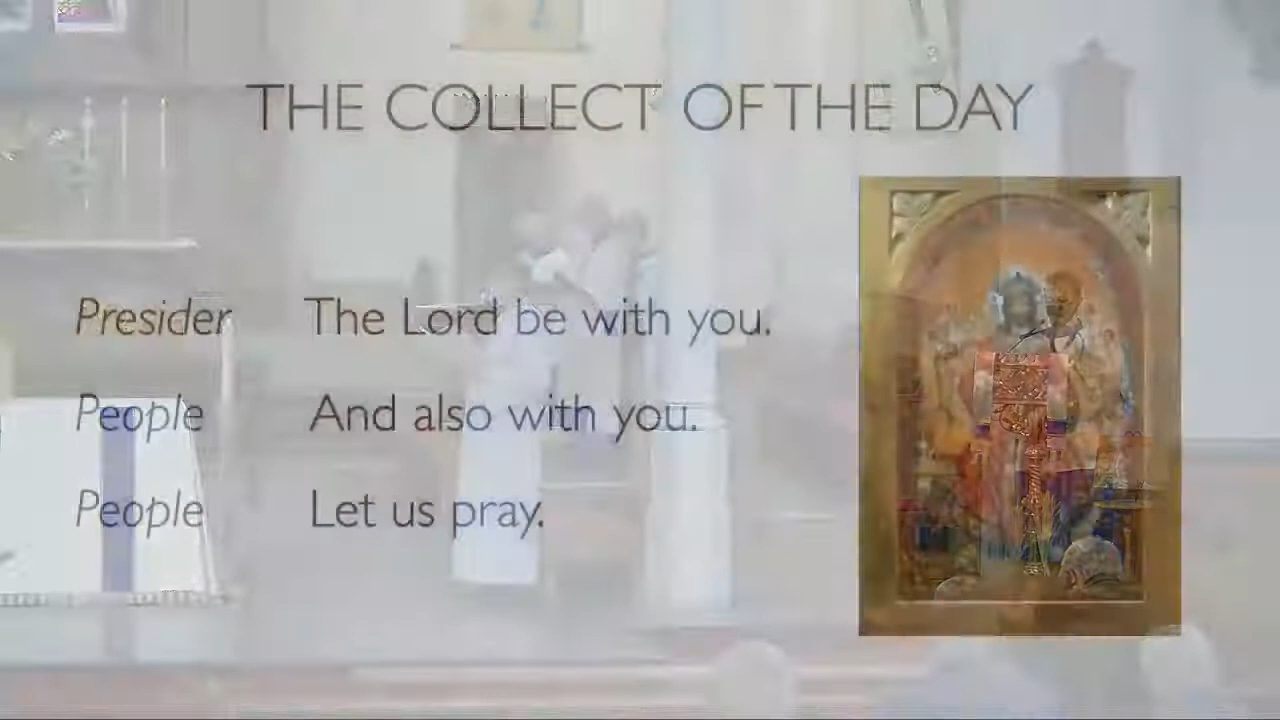 THE COLLECT OF THE DAY
Presider The Lord be with you.
People And also with you.
People Let us pray.